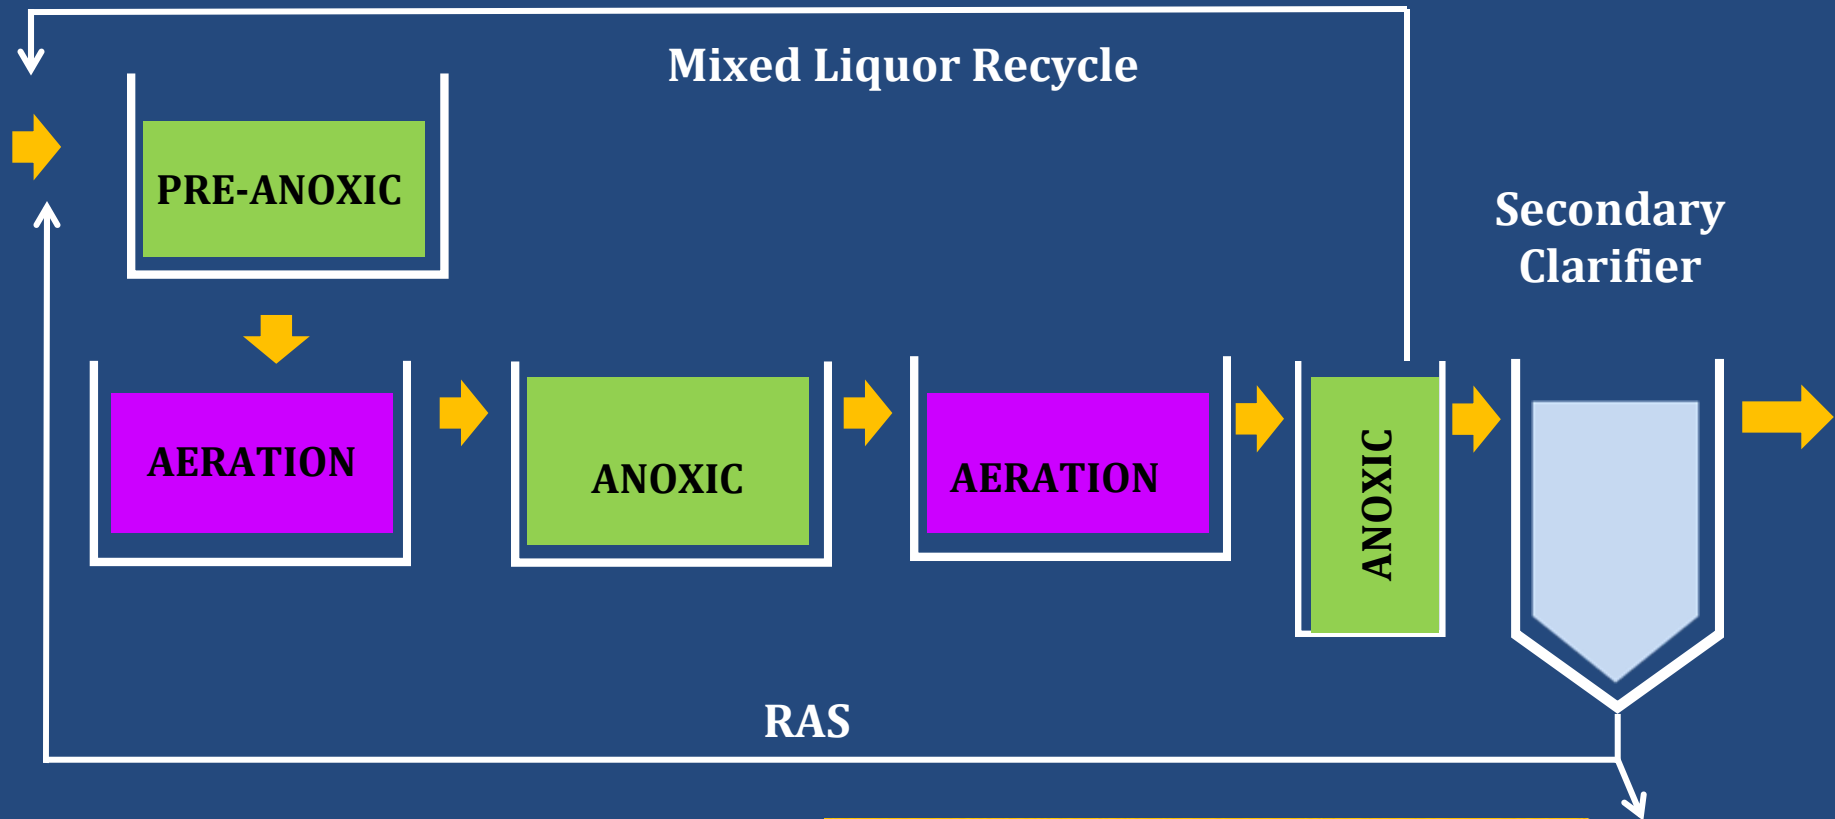 Mixed Liquor Recycle
PRE-ANOXIC
Secondary
Clarifier
AERATION
ANOXIC
AERATION
ANOXIC
RAS